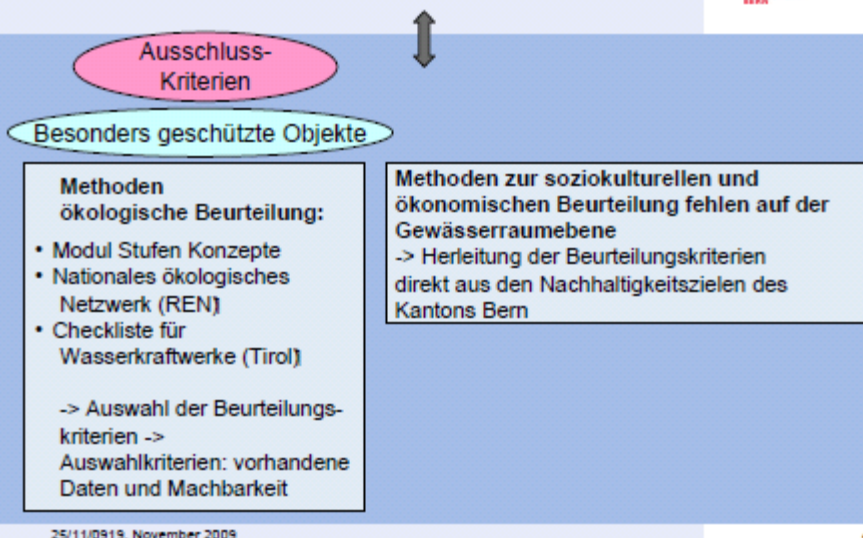 Ausschluss-
Kriterien
Besonders geschützte Objekte
Methoden
ökologische Beurteilung:
• Modul Stufen Konzepte
• Nationales ökologisches
Netzwerk (REN)
• Checkliste für
Wasserkraftwerke (Tirol)
-> Auswahl der Beurteilungs-
kriterien ->
Auswahlkriterien: vorhandene
Daten und Machbarkeit
Methoden zur soziokulturellen und
ökonomischen Beurteilung fehlen auf der
Gewässerraumebene
-> Herleitung der Beurteilungskriterien
direkt aus den Nachhaltigkeitszielen des
Kantons Bern
25/11/0919. November 2009